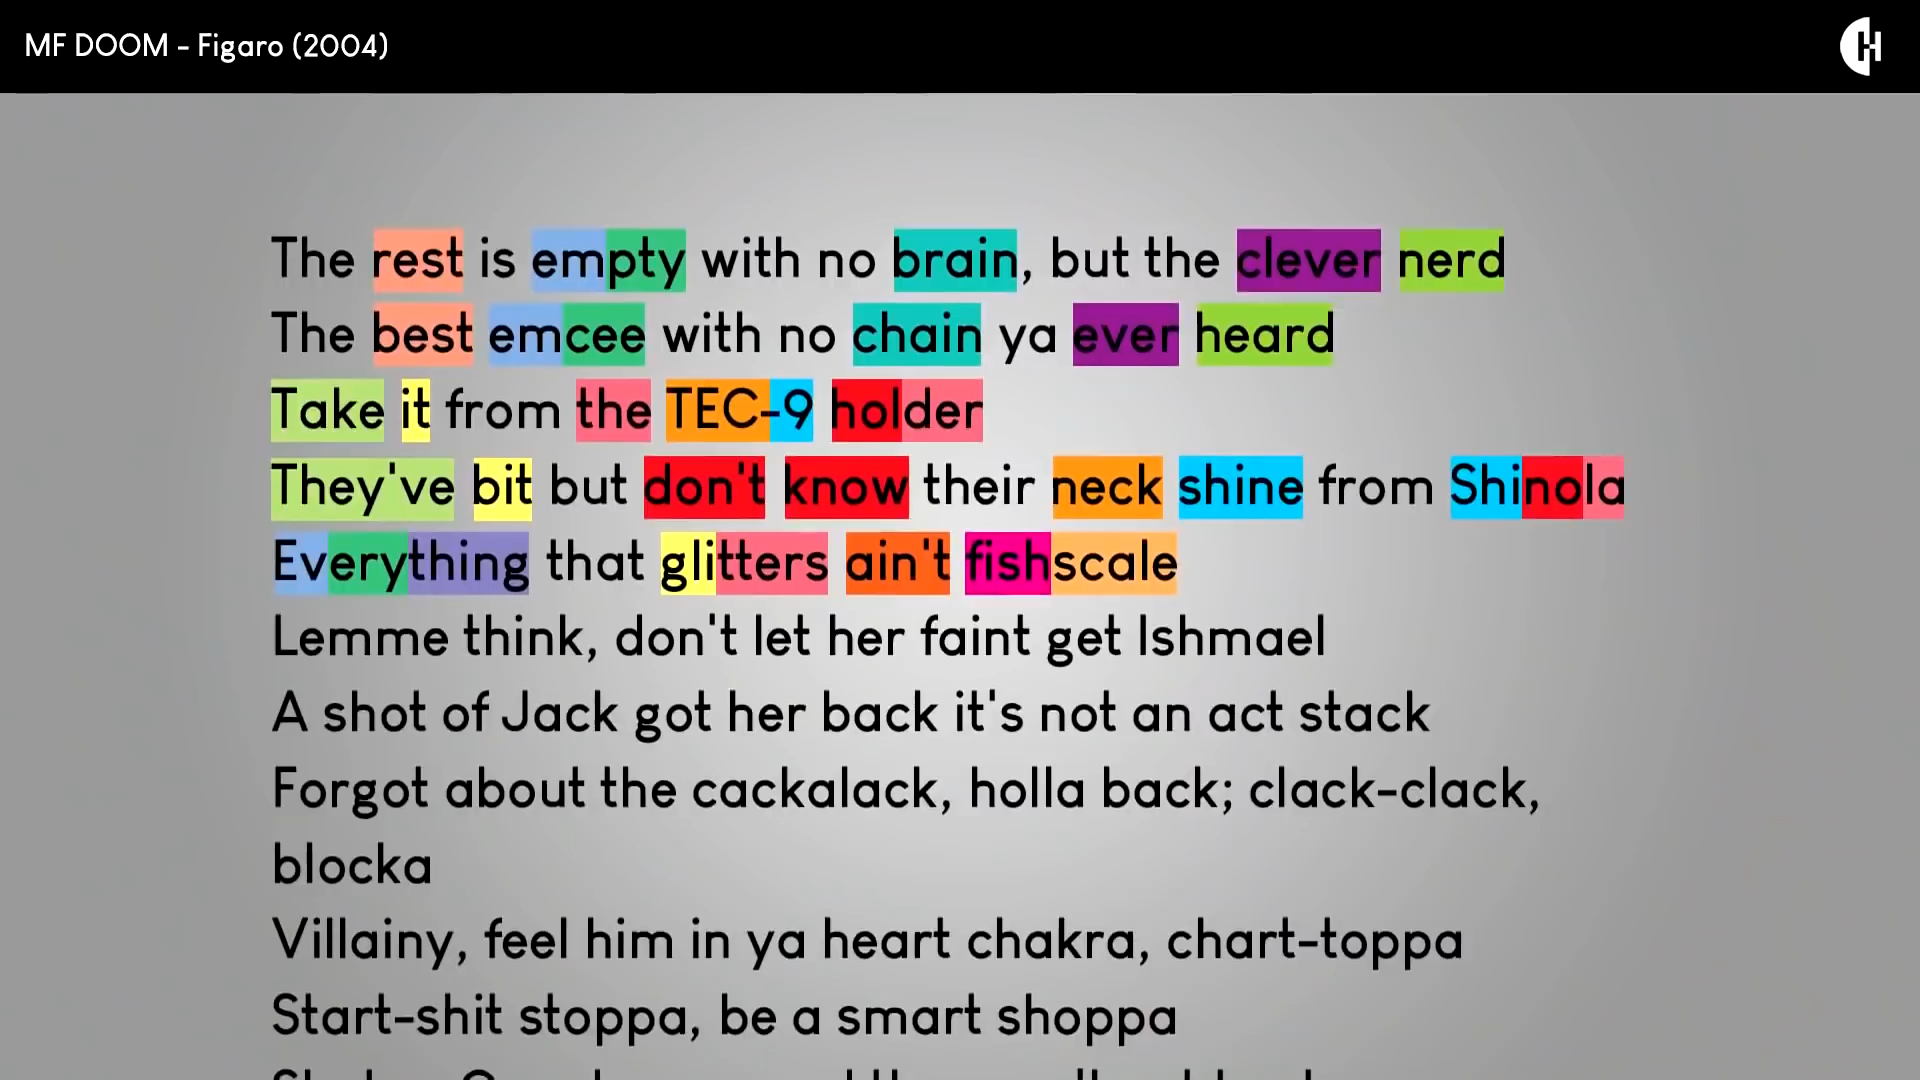 MF DOOM - Figaro (2004)
The rest is empty with no brain, but the clever nerd
The best emcee with no chain ya ever heard
Take it from the TEC-9 holder
They've bit but don't know their neck shine from Shinola
Everything that glitters ain't fishscale
Lemme think, don't let her faint get Ishmael
A shot of Jack got her back it's not an act stack
Forgot about the cackalack, holla back; clack-clack,
blocka
Villainy, feel him in ya heart chakra, chart-toppa
Start-shit stoppa, be a smart shoppa